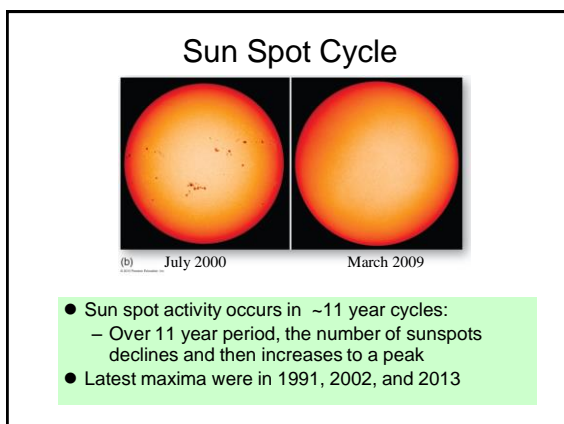 Sun Spot Cycle
(b)
July 2000
March 2009
● Sun spot activity occurs in ~11 year cycles:
– Over 11 year period, the number of sunspots
declines and then increases to a peak
● Latest maxima were in 1991, 2002, and 2013